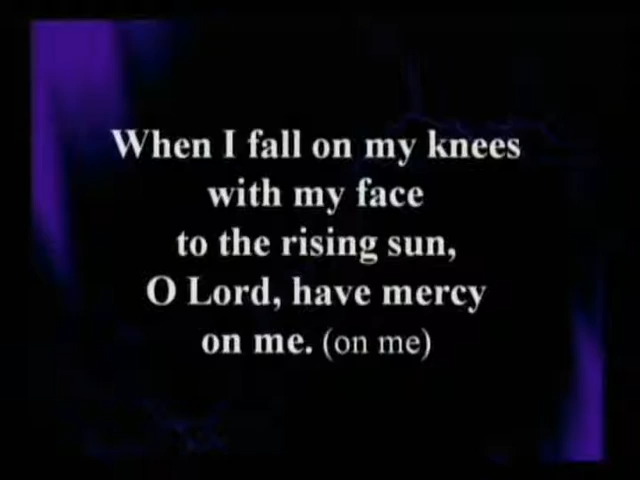 When I fall on my knees
with my face
to the rising sun,
O Lord, have mercy
on me. (on me)